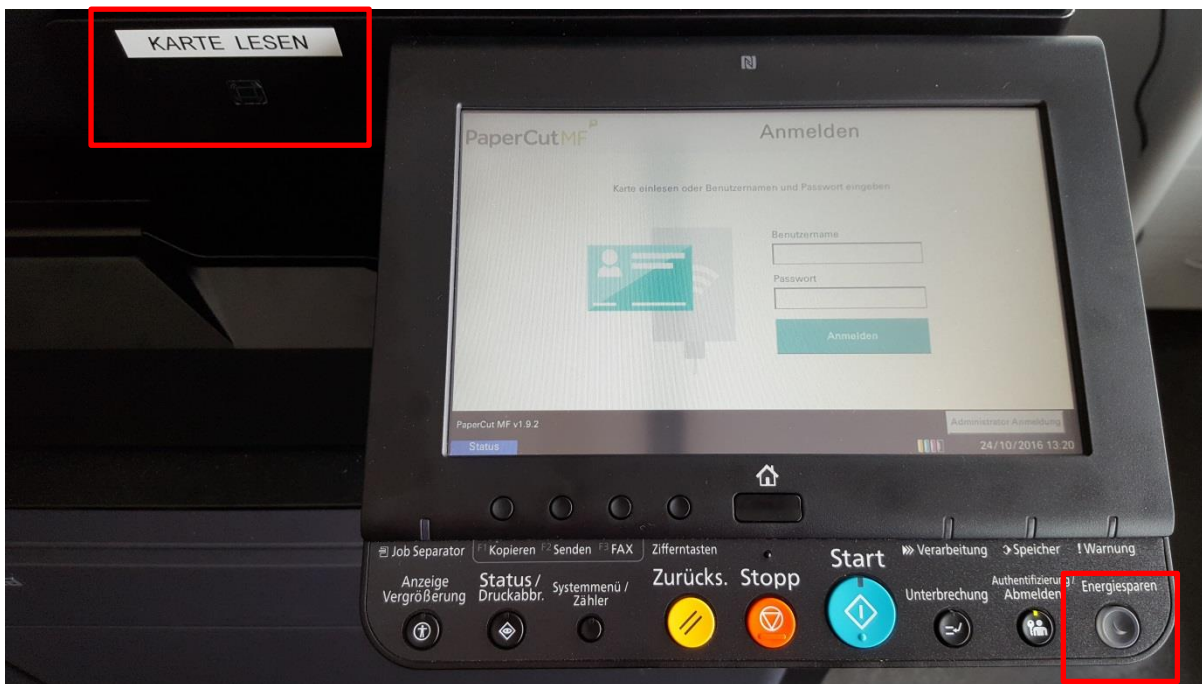 KARTE LESEN
PaperCut MF
Anmelden
Karte einlesen oder Benutzernamen und Passwort eingeben
Benutzername
Passwort
Anmelden
PaperCut MF v1.9.2
Administrator Anmeldung
Status
24/10/2016 13:20
Job Separator
F1 Kopieren F2 Senden F3 FAX
Zifferntasten
Verarbeitung
Speicher
! Warnung
Anzeige
Vergrößerung
Status /
Druckabbr.
Systemmenü /
Zähler
Zurücks.
Stopp
Start
Unterbrechung
Authentifizierung /
Abmelden
Energiesparen